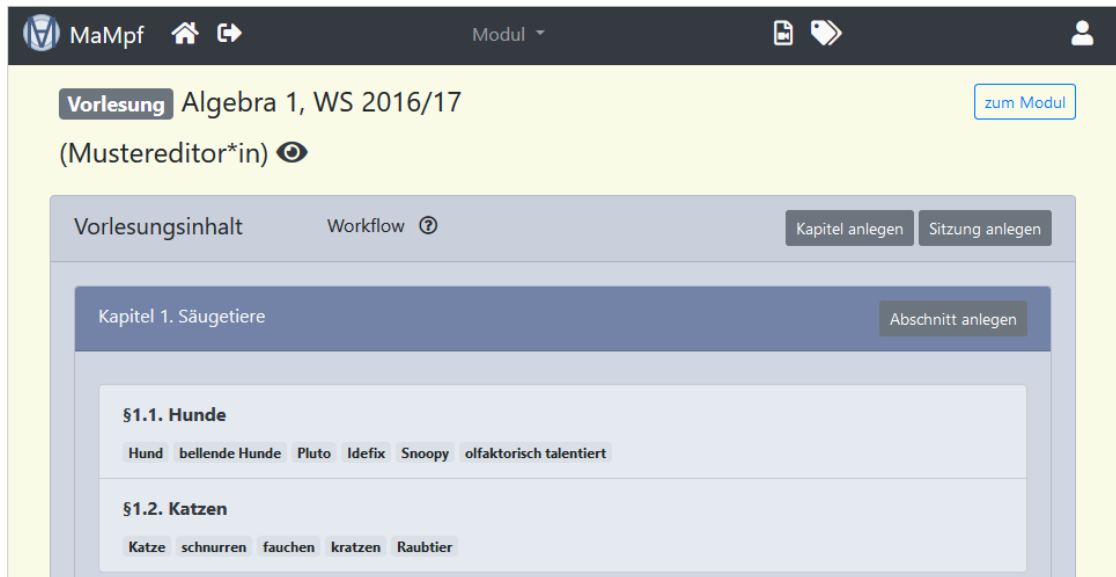 MaMpf Modul
Vorlesung Algebra 1, WS 2016/17 zum Modul
(Mustereditor*in)
Vorlesungsinhalt Workflow Kapitel anlegen Sitzung anlegen
Kapitel 1. Säugetiere Abschnitt anlegen
§1.1. Hunde
Hund bellende Hunde Pluto Idefix Snoopy olfaktorisch talentiert
§1.2. Katzen
Katze schnurren fauchen kratzen Raubtier